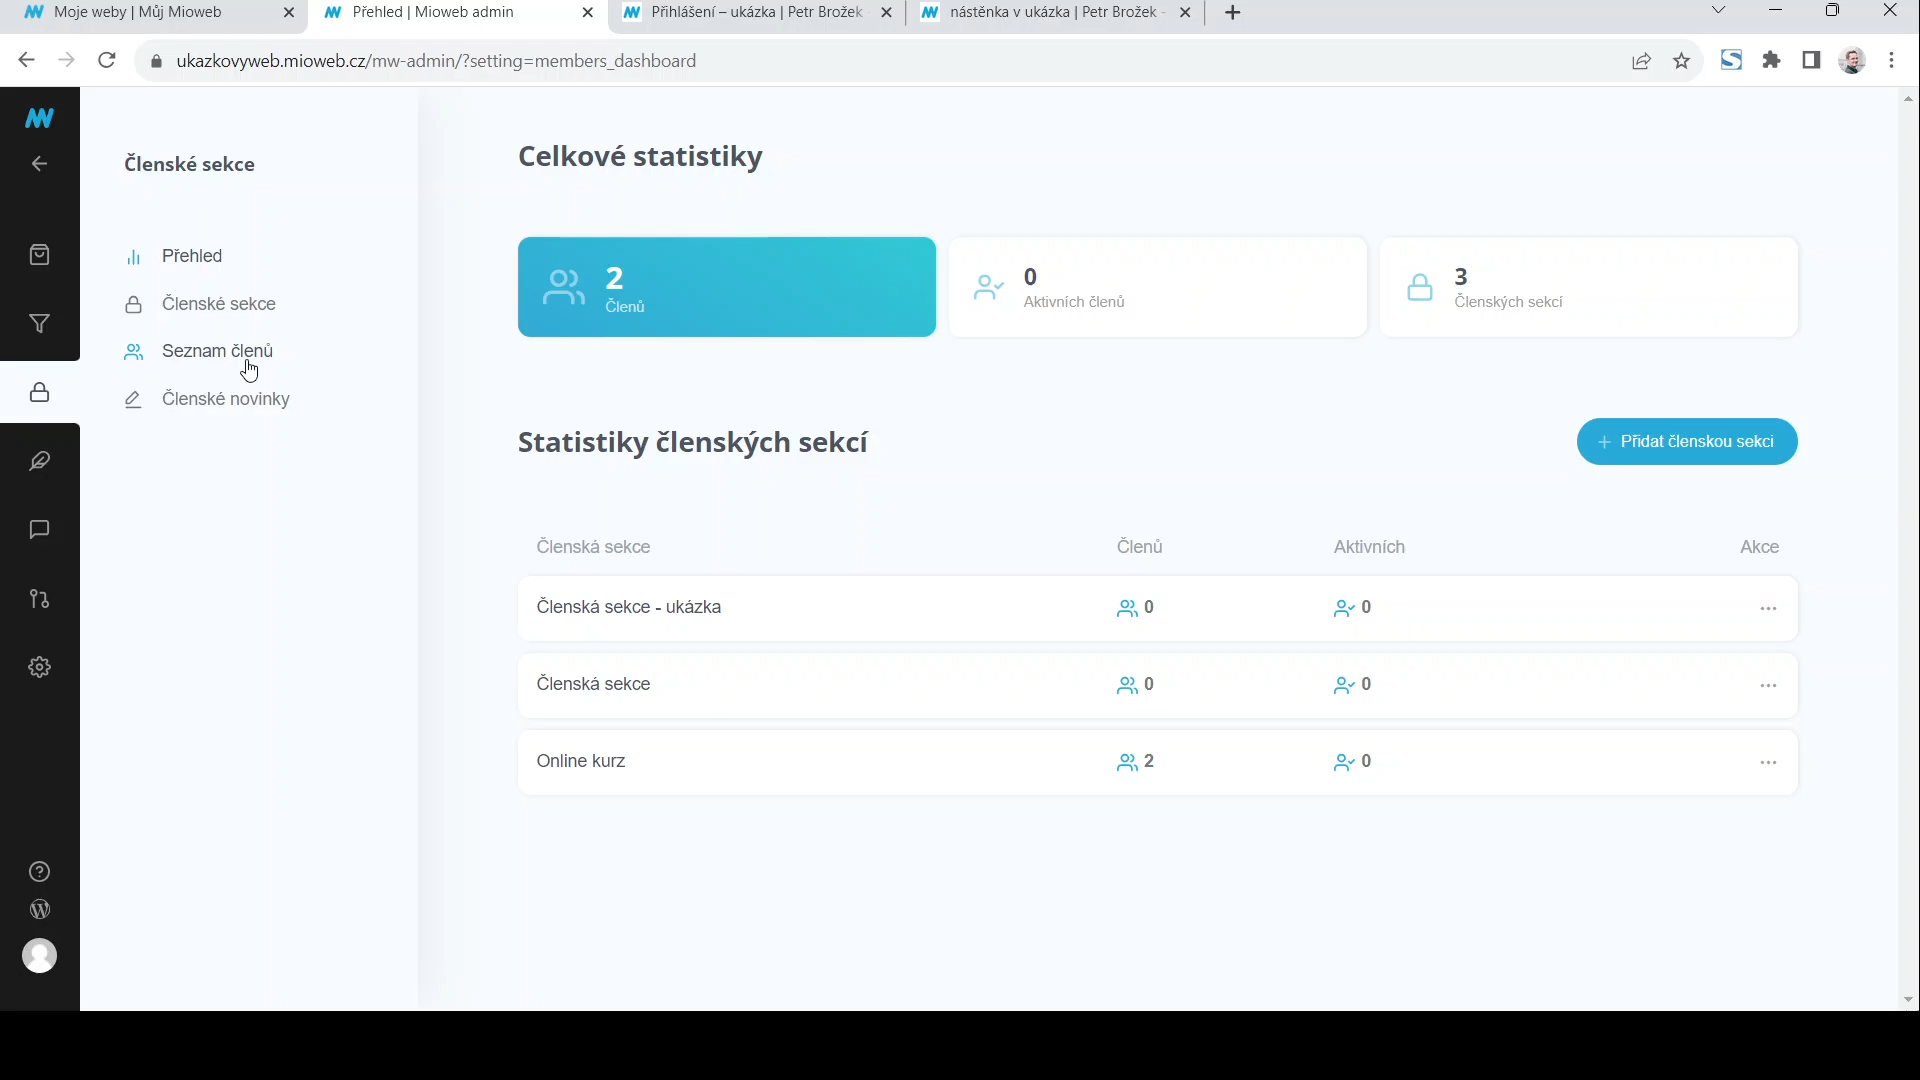 Moje weby | Můj Mioweb
Přehled | Mioweb admin
Přihlášení – ukázka | Petr Brožek
nástěnka v ukázka | Petr Brožek -
ukazkovyweb.mioweb.cz/mw-admin/?setting=members_dashboard
Členské sekce
Přehled
Členské sekce
Seznam členů
Členské novinky
Celkové statistiky
2
Členů
0
Aktivních členů
3
Členských sekcí
Statistiky členských sekcí
+ Přidat členskou sekci
Členská sekce Členů Aktivních Akce
Členská sekce - ukázka 0 0 ...
Členská sekce 0 0 ...
Online kurz 2 0 ...